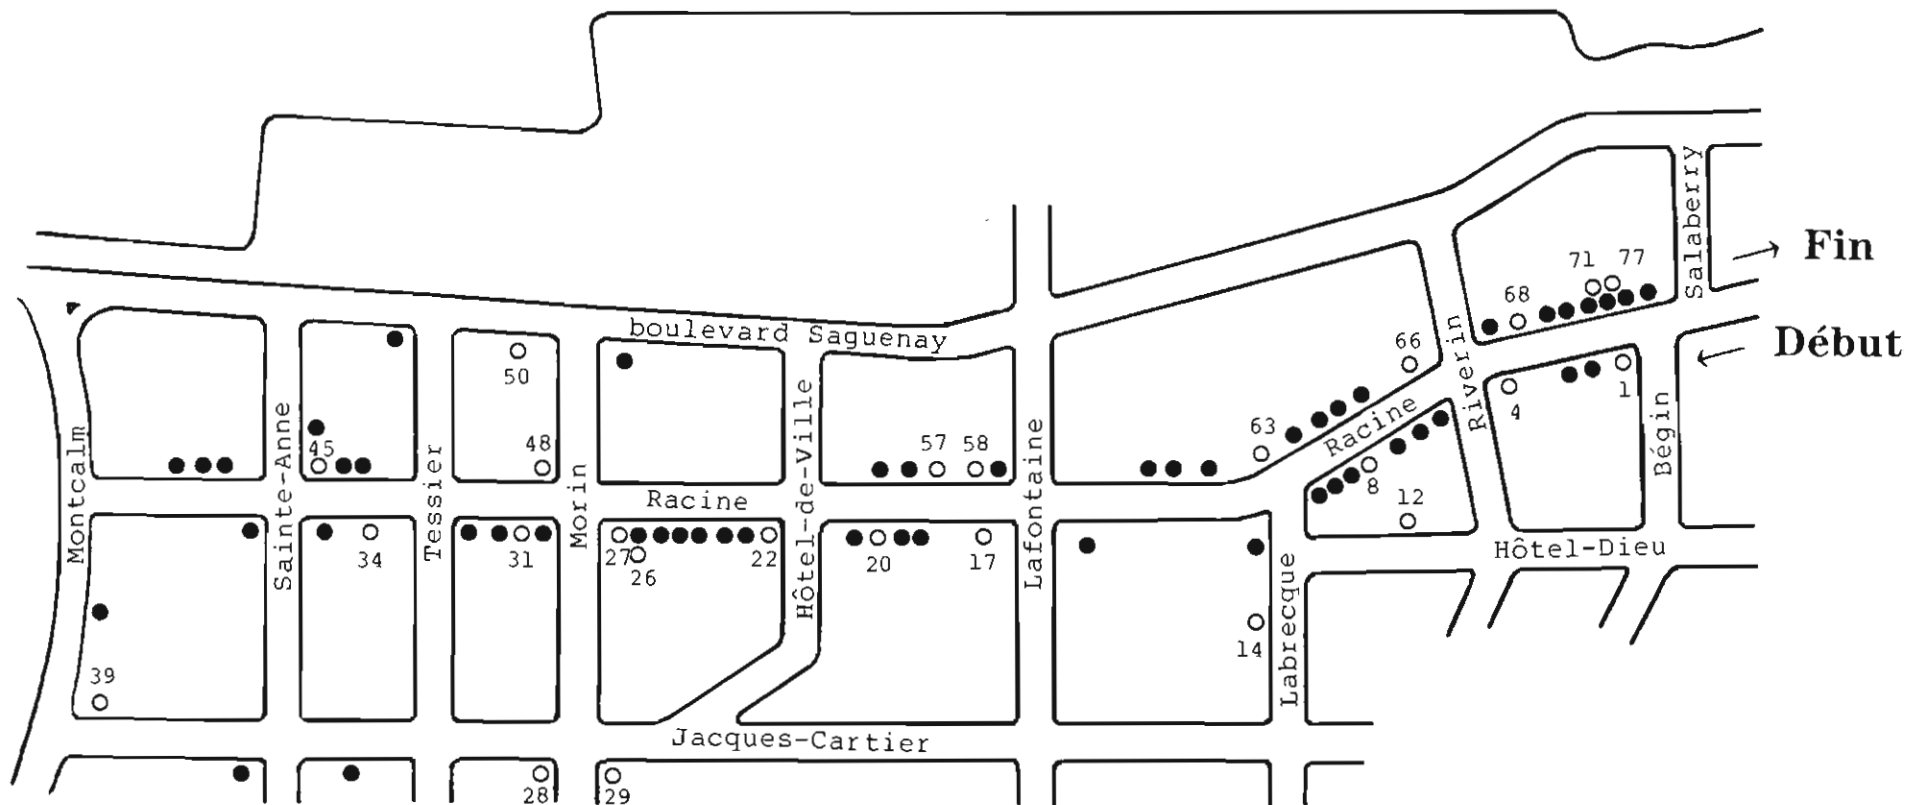 71 77
Salaberry
→ Fin
68
boulevard Saguenay
66
Début
←
50
Riverin
Racine
4
1
Bégin
Sainte-Anne
Hôtel-de-Ville
Lafontaine
63
Montcalm
45
Tessier
48
57 58
Morin
Racine
8
12
34
31
27
26
22
20
17
Hôtel-Dieu
Labrecque
14
39
Jacques-Cartier
28
29